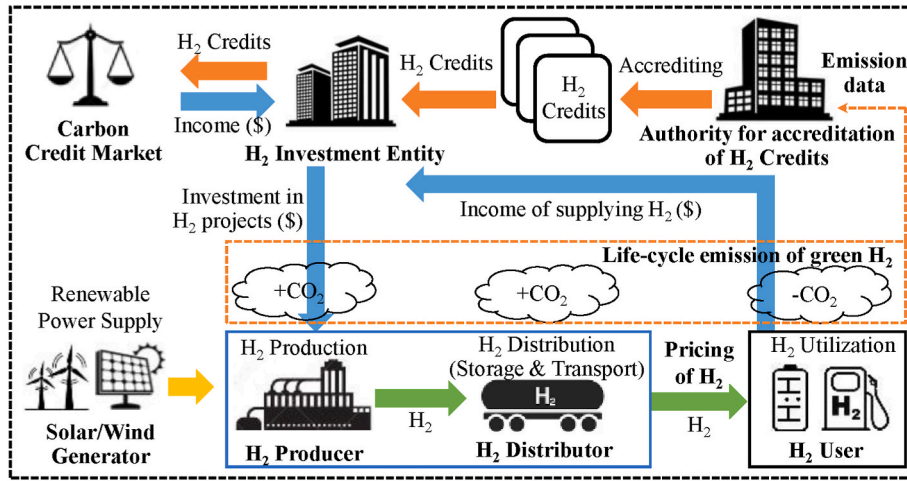 H₂ Credits
Income ($)
Carbon
Credit Market
H₂ Investment Entity
H₂ Credits
H₂
Credits
Accrediting
Emission
data
Authority for accreditation
of H₂ Credits
Investment in
H₂ projects ($)
Income of supplying H₂ ($)
Life-cycle emission of green H₂
+CO₂
+CO₂
-CO₂
Renewable
Power Supply
Solar/Wind
Generator
H₂ Production
H₂ Producer
H₂
H₂ Distribution
(Storage & Transport)
H₂
H₂ Distributor
Pricing
of H₂
H₂
H₂ Utilization
H·H
H₂
H₂ User